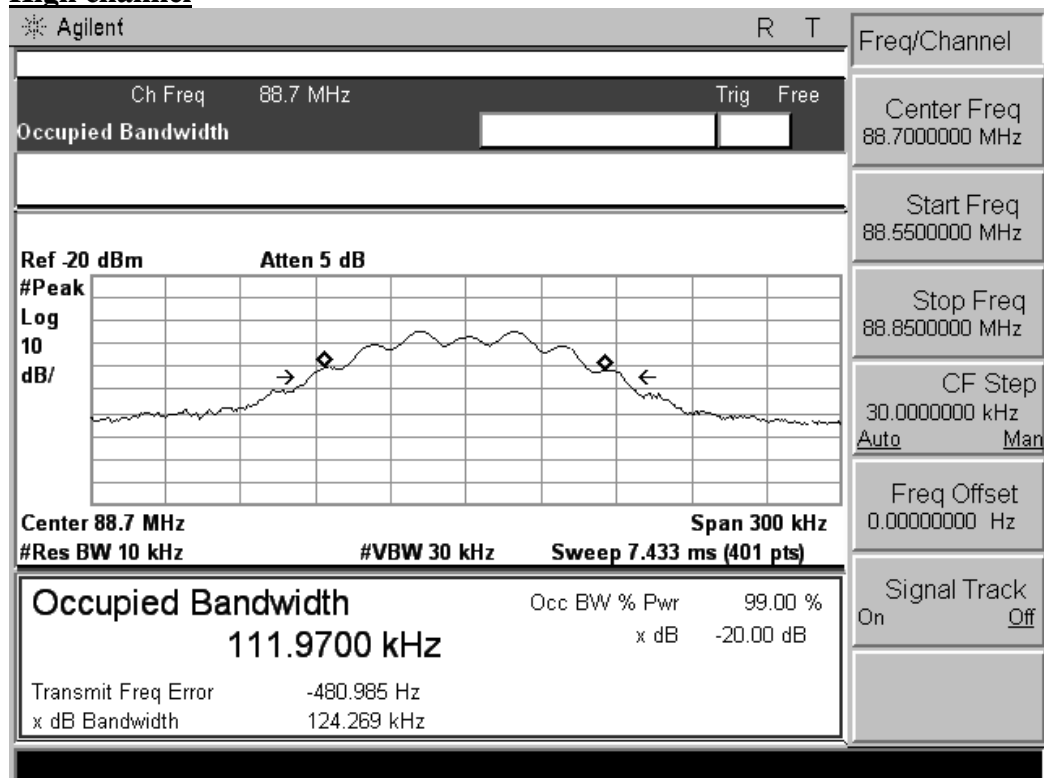 High channel
Agilent R T
Freq/Channel
Ch Freq 88.7 MHz Trig Free
Occupied Bandwidth
Center Freq
88.7000000 MHz
Start Freq
88.5500000 MHz
Ref -20 dBm Atten 5 dB
#Peak
Log
10
dB/
Stop Freq
88.8500000 MHz
CF Step
30.0000000 kHz
Auto Man
Freq Offset
0.00000000 Hz
Center 88.7 MHz Span 300 kHz
#Res BW 10 kHz #VBW 30 kHz Sweep 7.433 ms (401 pts)
Signal Track
On Off
Occupied Bandwidth Occ BW % Pwr 99.00 %
111.9700 kHz x dB -20.00 dB
Transmit Freq Error -480.985 Hz
x dB Bandwidth 124.269 kHz